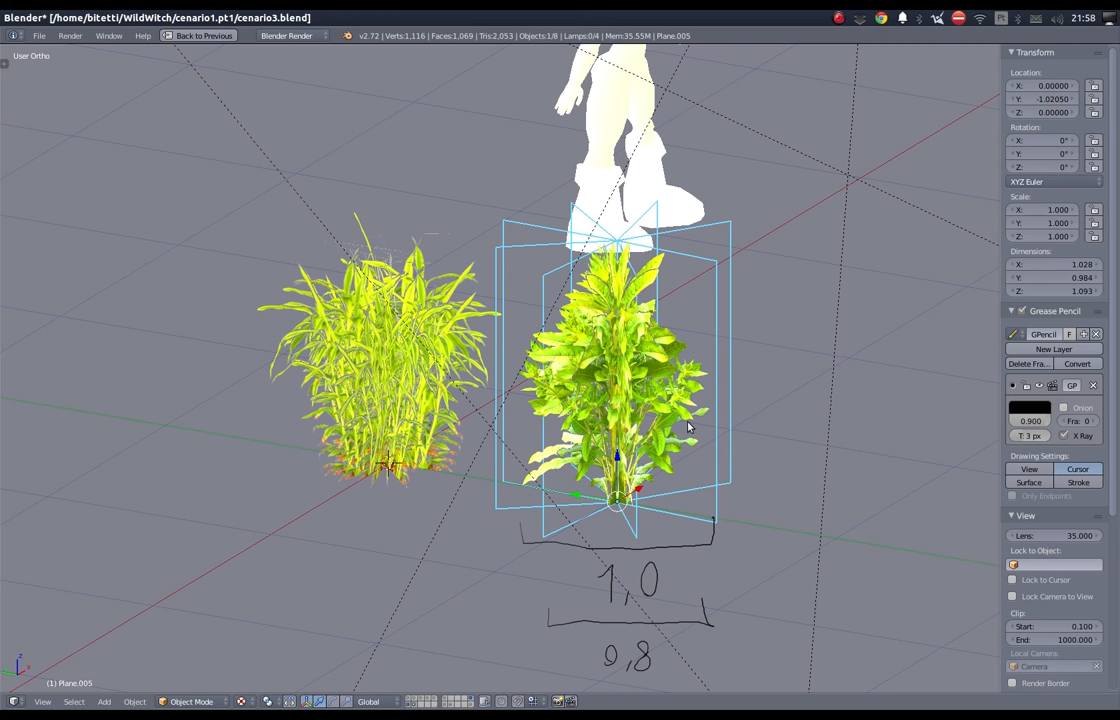 Blender* [/home/bitetti/WildWitch/cenario1.pt1/cenario3.blend]
Pt
21:58
File
Render
Window
Help
Back to Previous
Blender Render
v2.72 | Verts:1,116 | Faces:1,069 | Tris:2,053 | Objects:1/8 | Lamps:0/4 | Mem:35.55M | Plane.005
User Ortho
Transform
Location:
X: 0.00000
Y: -1.02050
Z: 0.00000
Rotation:
X: 0°
Y: 0°
Z: 0°
XYZ Euler
Scale:
X: 1.000
Y: 1.000
Z: 1.000
Dimensions:
X: 1.028
Y: 0.984
Z: 1.093
Grease Pencil
GPencil F
New Layer
Delete Fra... Convert
GP
Onion
0.900 Fra: 0
T: 3 px X Ray
Drawing Settings:
View Cursor
Surface Stroke
Only Endpoints
View
Lens: 35.000
Lock to Object:
Lock to Cursor
Lock Camera to View
Clip:
Start: 0.100
End: 1000.000
Local Camera:
Camera
Render Border
1,0
0,8
z
x
(1) Plane.005
View Select Add Object Object Mode Global